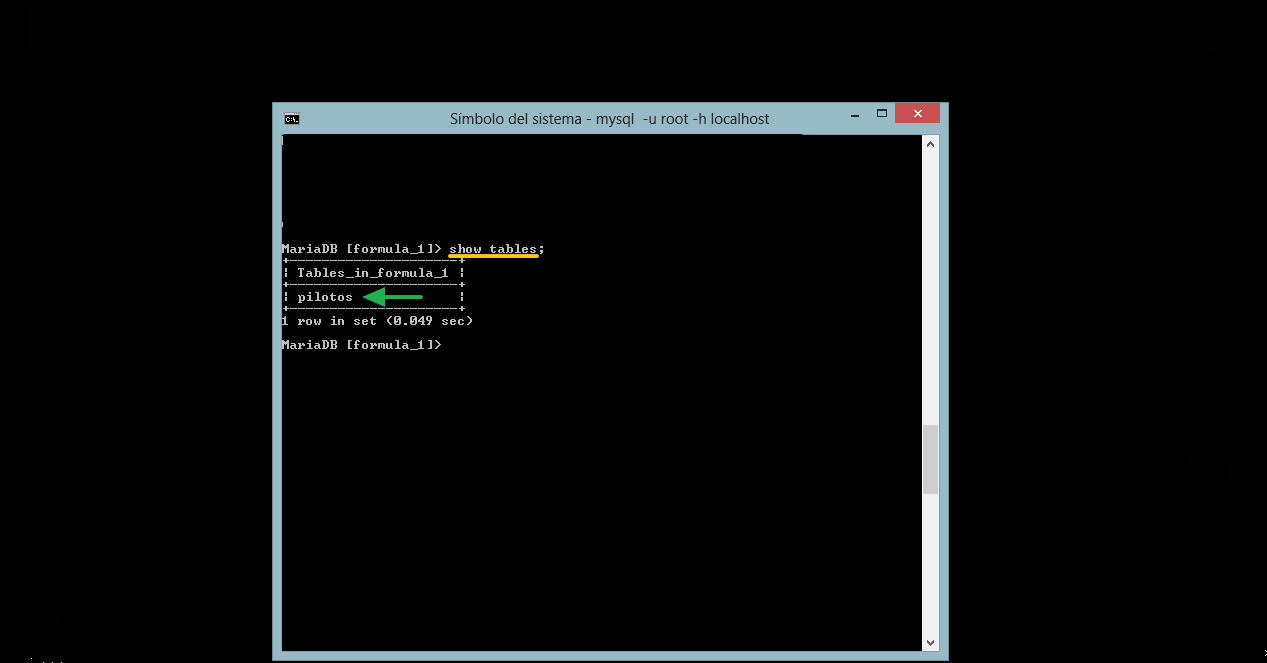 Símbolo del sistema - mysql -u root -h localhost
MariaDB [formula_1]> show tables;
+---------------------+
| Tables_in_formula_1 |
+---------------------+
| pilotos             |
+---------------------+
1 row in set (0.049 sec)
MariaDB [formula_1]>